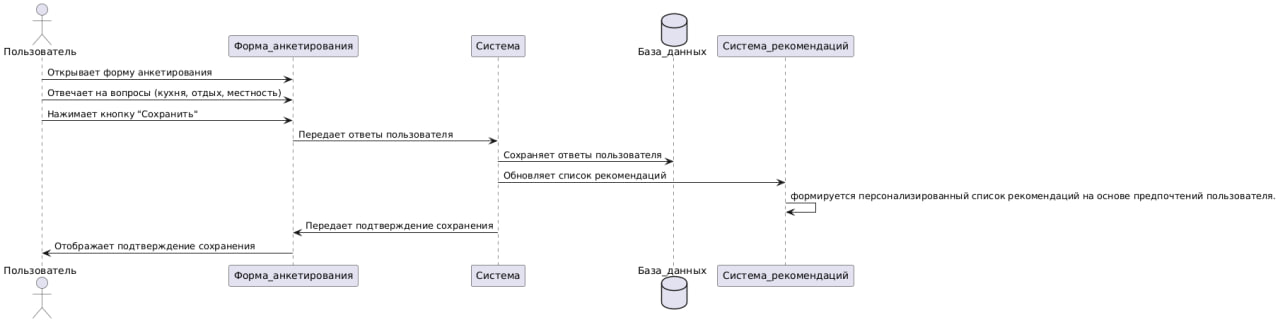 Пользователь
Форма_анкетирования
Система
База_данных
Система_рекомендаций
Открывает форму анкетирования
Отвечает на вопросы (кухня, отдых, местность)
Нажимает кнопку "Сохранить"
Передает ответы пользователя
Сохраняет ответы пользователя
Обновляет список рекомендаций
формируется персонализированный список рекомендаций на основе предпочтений пользователя.
Передает подтверждение сохранения
Отображает подтверждение сохранения
Пользователь
Форма_анкетирования
Система
База_данных
Система_рекомендаций